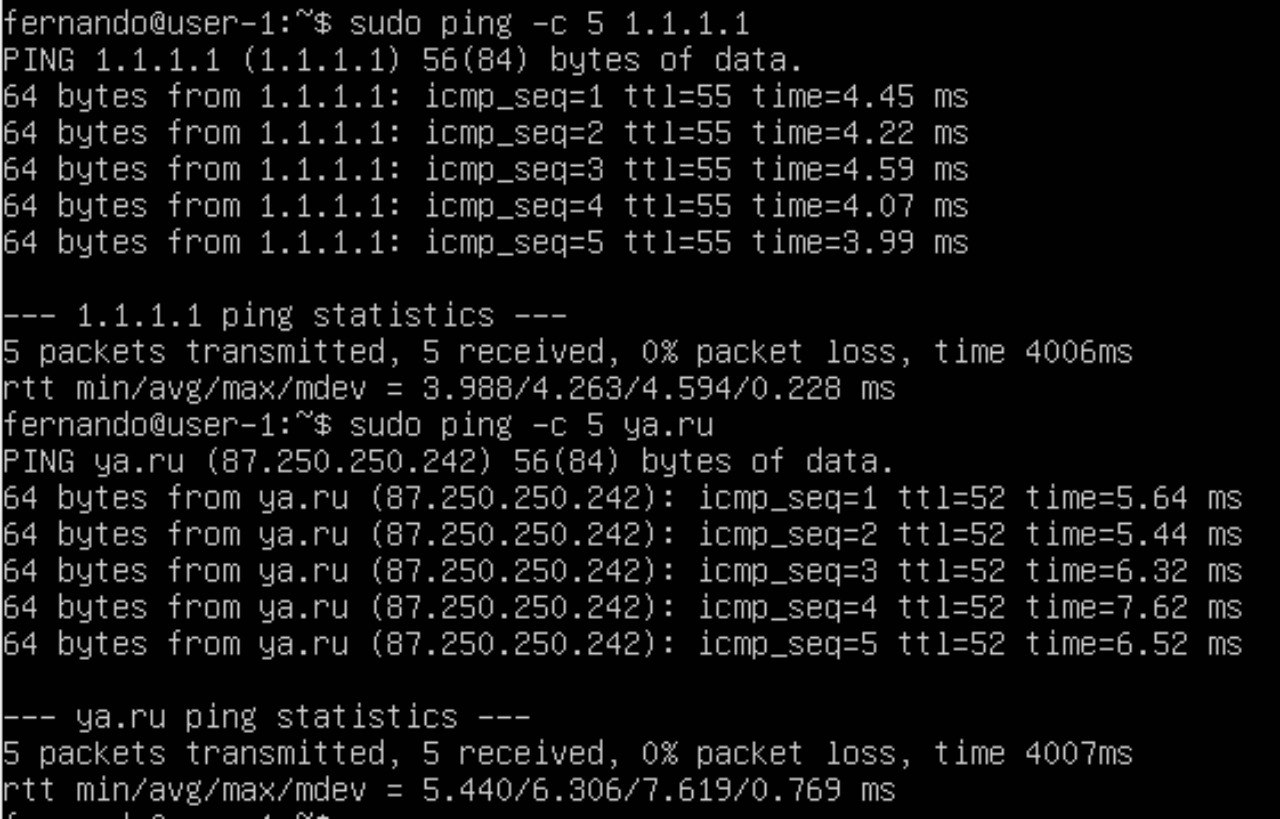 fernando@user-1:~$ sudo ping -c 5 1.1.1.1
PING 1.1.1.1 (1.1.1.1) 56(84) bytes of data.
64 bytes from 1.1.1.1: icmp_seq=1 ttl=55 time=4.45 ms
64 bytes from 1.1.1.1: icmp_seq=2 ttl=55 time=4.22 ms
64 bytes from 1.1.1.1: icmp_seq=3 ttl=55 time=4.59 ms
64 bytes from 1.1.1.1: icmp_seq=4 ttl=55 time=4.07 ms
64 bytes from 1.1.1.1: icmp_seq=5 ttl=55 time=3.99 ms
--- 1.1.1.1 ping statistics ---
5 packets transmitted, 5 received, 0% packet loss, time 4006ms
rtt min/avg/max/mdev = 3.988/4.263/4.594/0.228 ms
fernando@user-1:~$ sudo ping -c 5 ya.ru
PING ya.ru (87.250.250.242) 56(84) bytes of data.
64 bytes from ya.ru (87.250.250.242): icmp_seq=1 ttl=52 time=5.64 ms
64 bytes from ya.ru (87.250.250.242): icmp_seq=2 ttl=52 time=5.44 ms
64 bytes from ya.ru (87.250.250.242): icmp_seq=3 ttl=52 time=6.32 ms
64 bytes from ya.ru (87.250.250.242): icmp_seq=4 ttl=52 time=7.62 ms
64 bytes from ya.ru (87.250.250.242): icmp_seq=5 ttl=52 time=6.52 ms
--- ya.ru ping statistics ---
5 packets transmitted, 5 received, 0% packet loss, time 4007ms
rtt min/avg/max/mdev = 5.440/6.306/7.619/0.769 ms